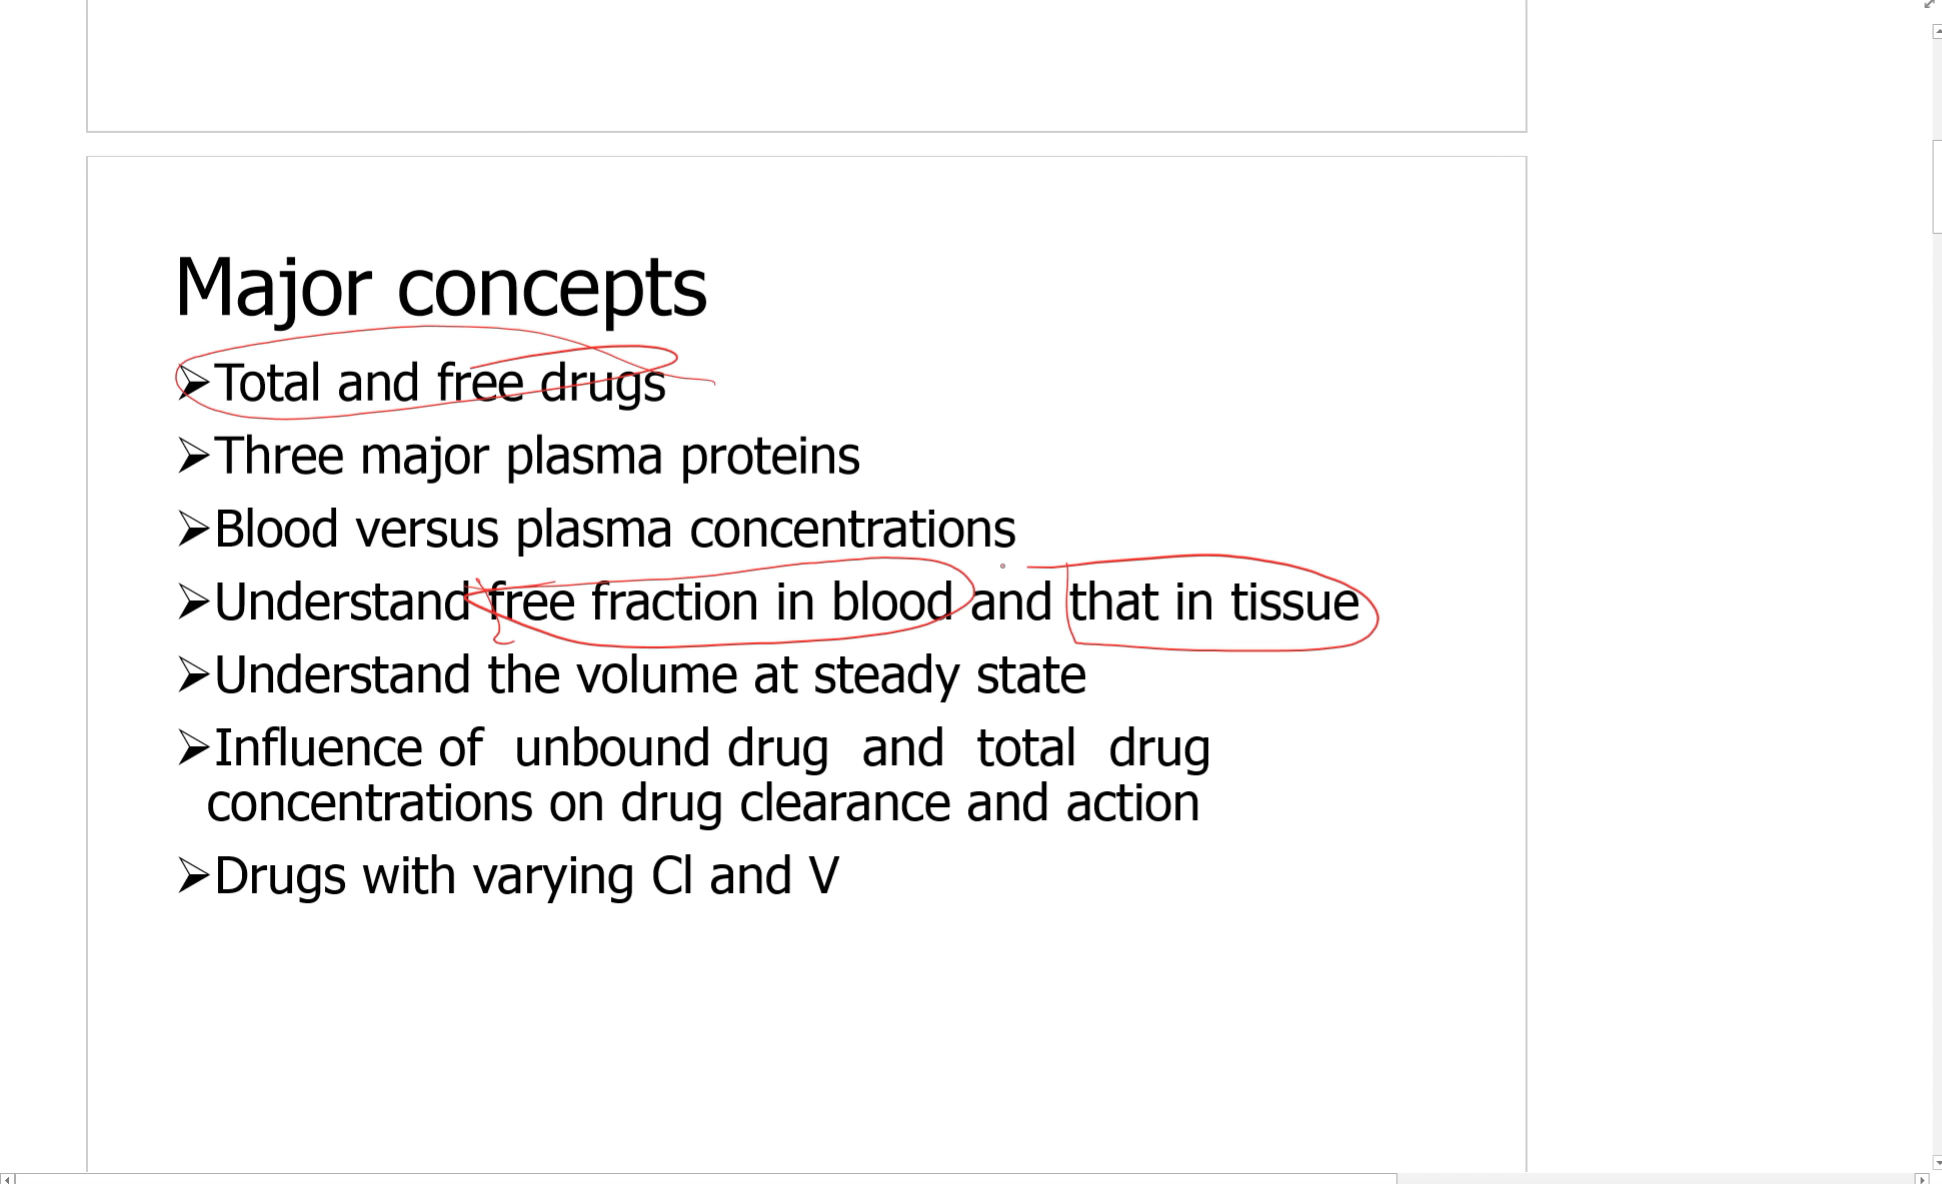 Major concepts
➢Total and free drugs
➢Three major plasma proteins
➢Blood versus plasma concentrations
➢Understand free fraction in blood and that in tissue
➢Understand the volume at steady state
➢Influence of unbound drug and total drug
concentrations on drug clearance and action
➢Drugs with varying Cl and V